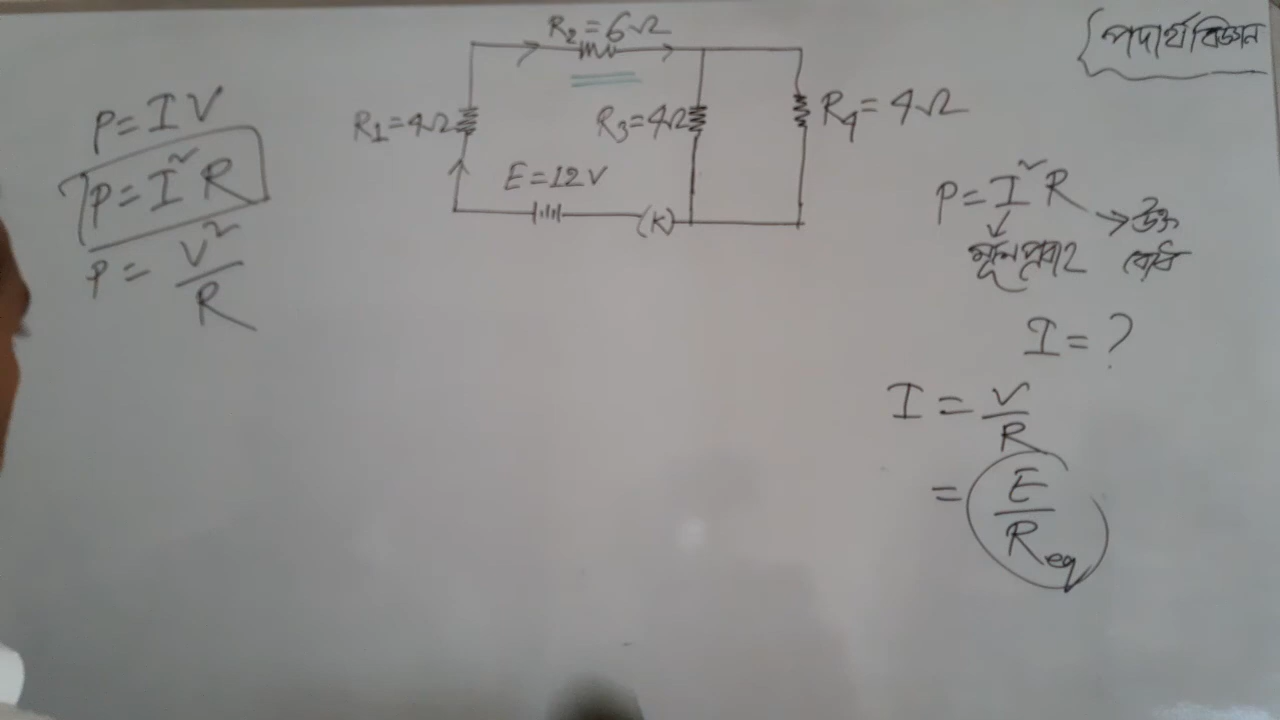 পদার্থবিজ্ঞান
R₂=6Ω
P=IV
P=I²R
P=V²/R
R₁=4Ω
R₃=4Ω
R₄=4Ω
E=12V
(K)
P=I²R
মূলপ্রবাহ
I=?
I=V/R
=E/Req